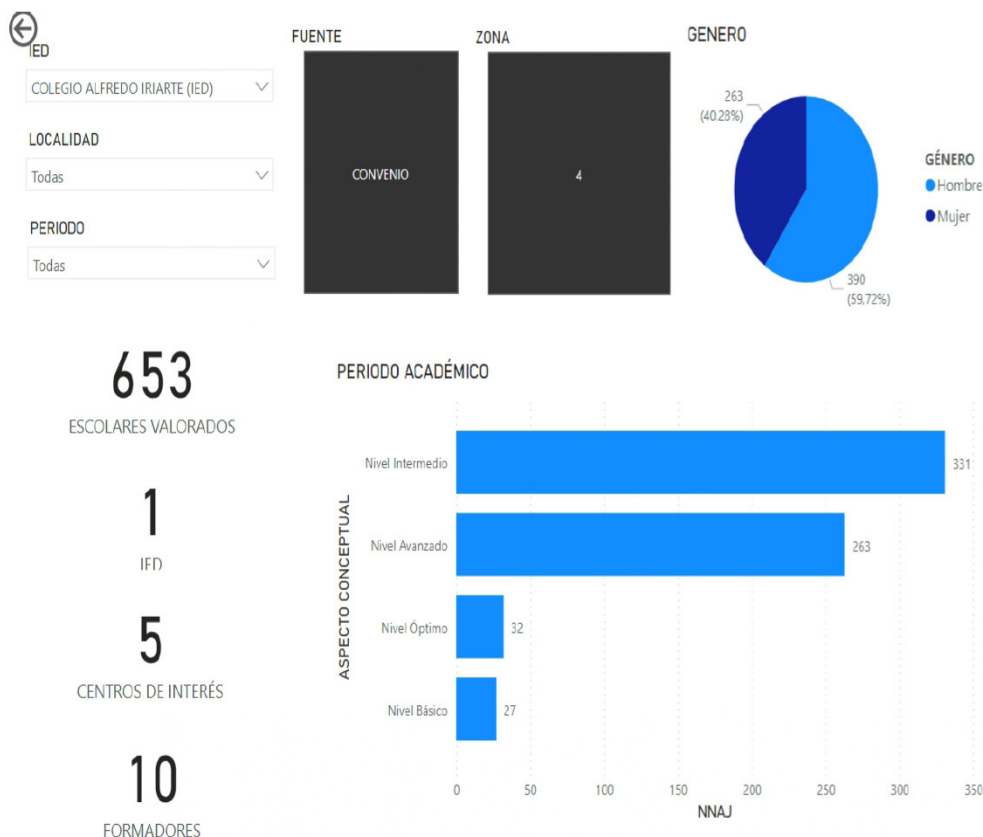 IED
COLEGIO ALFREDO IRIARTE (IED)
LOCALIDAD
Todas
PERIODO
Todas
FUENTE
CONVENIO
ZONA
4
GENERO
263
(40.28%)
390
(59,72%)
GÉNERO
Hombre
Mujer
653
ESCOLARES VALORADOS
1
IED
5
CENTROS DE INTERÉS
10
FORMADORES
PERIODO ACADÉMICO
ASPECTO CONCEPTUAL
Nivel Intermedio
331
Nivel Avanzado
263
Nivel Óptimo
32
Nivel Básico
27
0 50 100 150 200 250 300 350
NNAJ